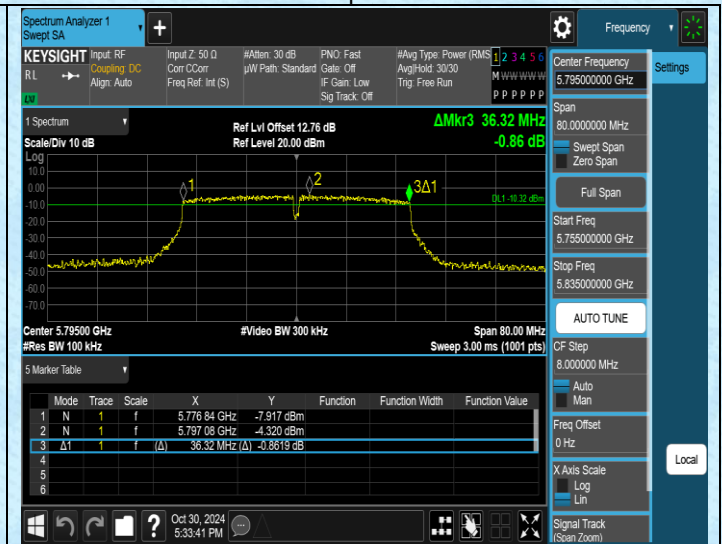 Spectrum Analyzer 1
Swept SA
Frequency
KEYSIGHT
RL
LXI
Input: RF
Coupling: DC
Align: Auto
Input Z: 50 Ω
Corr CCorr
Freq Ref: Int (S)
#Atten: 30 dB
µW Path: Standard
PNO: Fast
Gate: Off
IF Gain: Low
Sig Track: Off
#Avg Type: Power (RMS
Avg|Hold: 30/30
Trig: Free Run
1 2 3 4 5 6
M W W W W W
P P P P P P
1 Spectrum
Scale/Div 10 dB
Ref Lvl Offset 12.76 dB
Ref Level 20.00 dBm
ΔMkr3 36.32 MHz
-0.86 dB
Log
10.0
0.00
-10.0
-20.0
-30.0
-40.0
-50.0
-60.0
-70.0
1
2
3Δ1
DL1 -10.32 dBm
Center 5.79500 GHz
#Video BW 300 kHz
Span 80.00 MHz
#Res BW 100 kHz
Sweep 3.00 ms (1001 pts)
5 Marker Table
Mode Trace Scale X Y Function Function Width Function Value
1 N 1 f 5.776 84 GHz -7.917 dBm
2 N 1 f 5.797 08 GHz -4.320 dBm
3 Δ1 1 f (Δ) 36.32 MHz (Δ) -0.8619 dB
4
5
6
Oct 30, 2024
5:33:41 PM
Center Frequency
5.795000000 GHz
Span
80.0000000 MHz
Swept Span
Zero Span
Full Span
Start Freq
5.755000000 GHz
Stop Freq
5.835000000 GHz
AUTO TUNE
CF Step
8.000000 MHz
Auto
Man
Freq Offset
0 Hz
X Axis Scale
Log
Lin
Signal Track
(Span Zoom)
Settings
Local